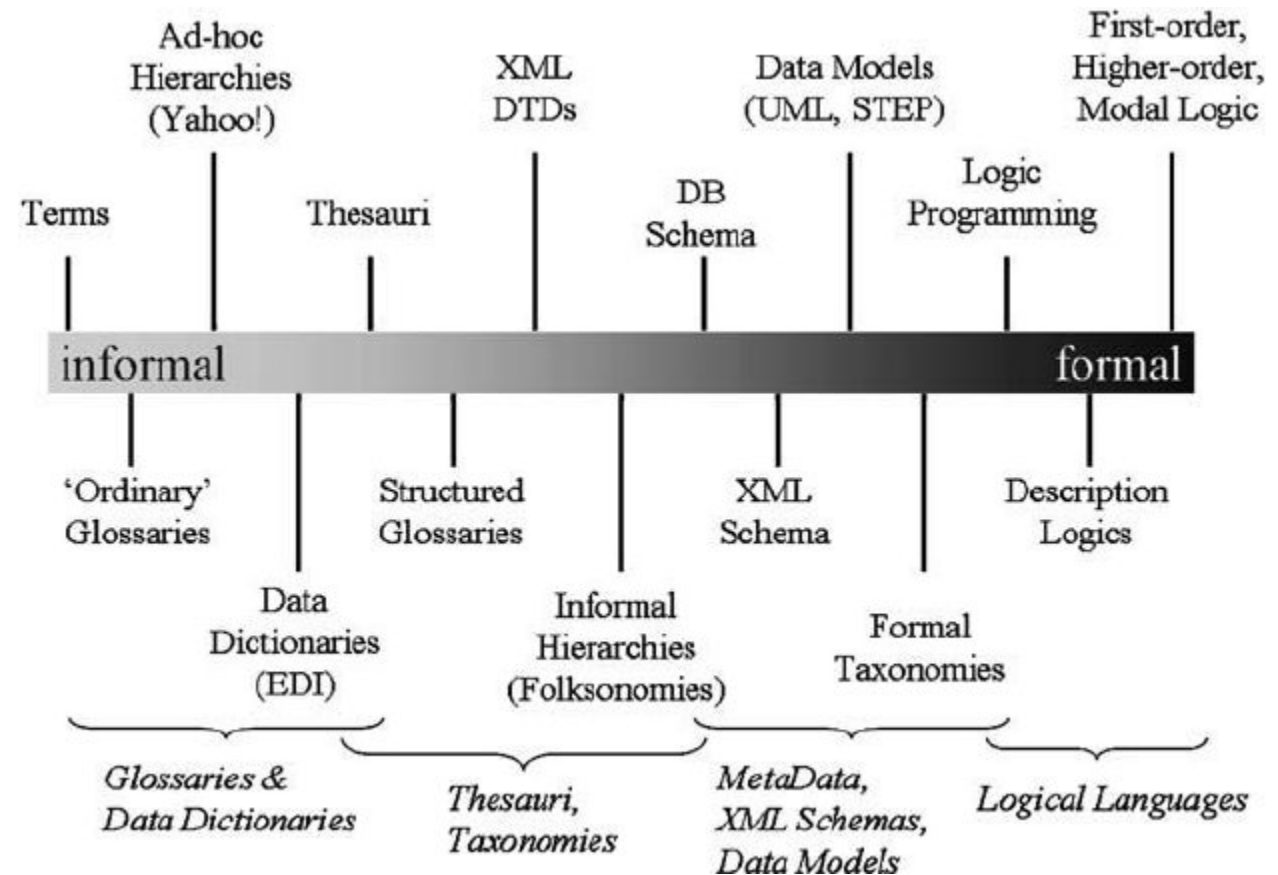 Ad-hoc
Hierarchies
(Yahoo!)
XML
DTDs
Data Models
(UML, STEP)
First-order,
Higher-order,
Modal Logic
Terms
Thesauri
DB
Schema
Logic
Programming
informal
formal
‘Ordinary’
Glossaries
Structured
Glossaries
XML
Schema
Description
Logics
Data
Dictionaries
(EDI)
Informal
Hierarchies
(Folksonomies)
Formal
Taxonomies
Glossaries &
Data Dictionaries
Thesauri,
Taxonomies
MetaData,
XML Schemas,
Data Models
Logical Languages